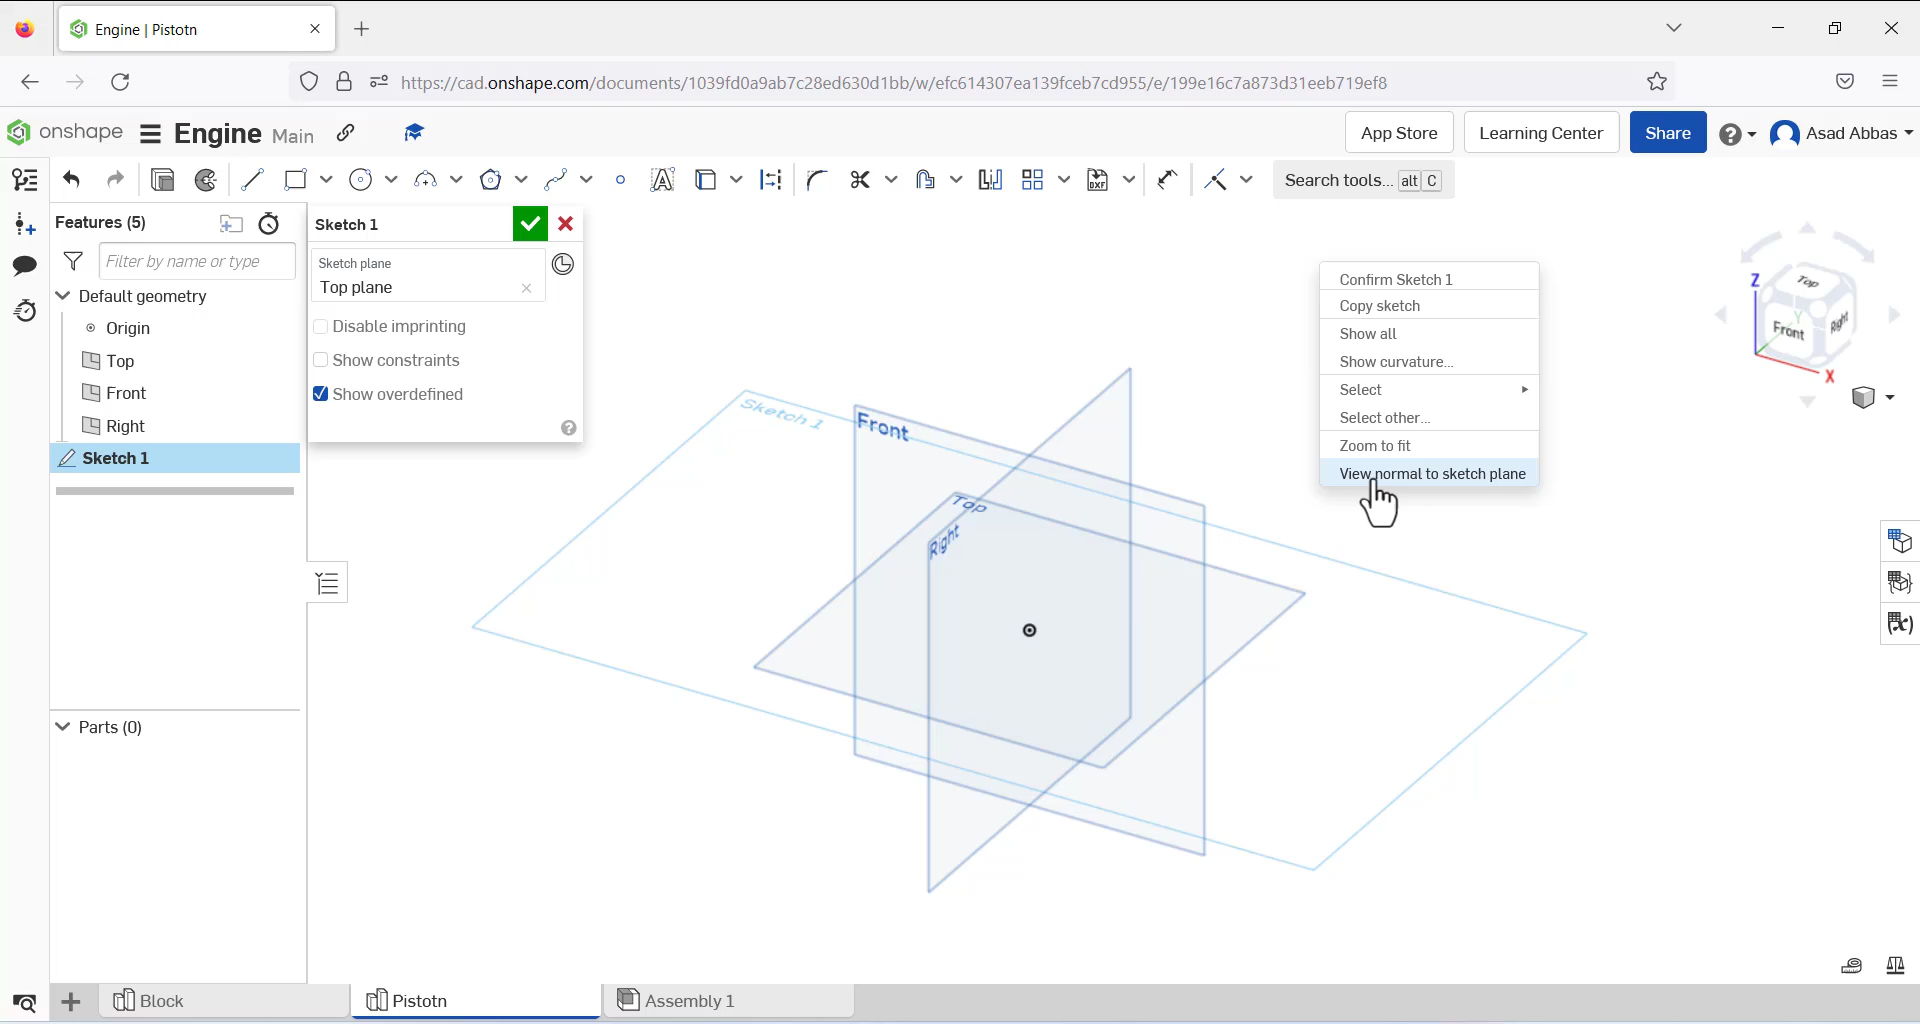 Engine | Pistotn
https://cad.onshape.com/documents/1039fd0a9ab7c28ed630d1bb/w/efc614307ea139fceb7cd955/e/199e16c7a873d31eeb719ef8
onshape Engine Main App Store Learning Center Share Asad Abbas
Search tools... alt C
Features (5)
Filter by name or type
Default geometry
Origin
Top
Front
Right
Sketch 1
Parts (0)
Sketch 1
Sketch plane
Top plane
Disable imprinting
Show constraints
Show overdefined
Sketch 1
Front
Top
Right
Confirm Sketch 1
Copy sketch
Show all
Show curvature...
Select
Select other...
Zoom to fit
View normal to sketch plane
Z
Top
Y
Front
Right
X
DXF
(x)
Block
Pistotn
Assembly 1